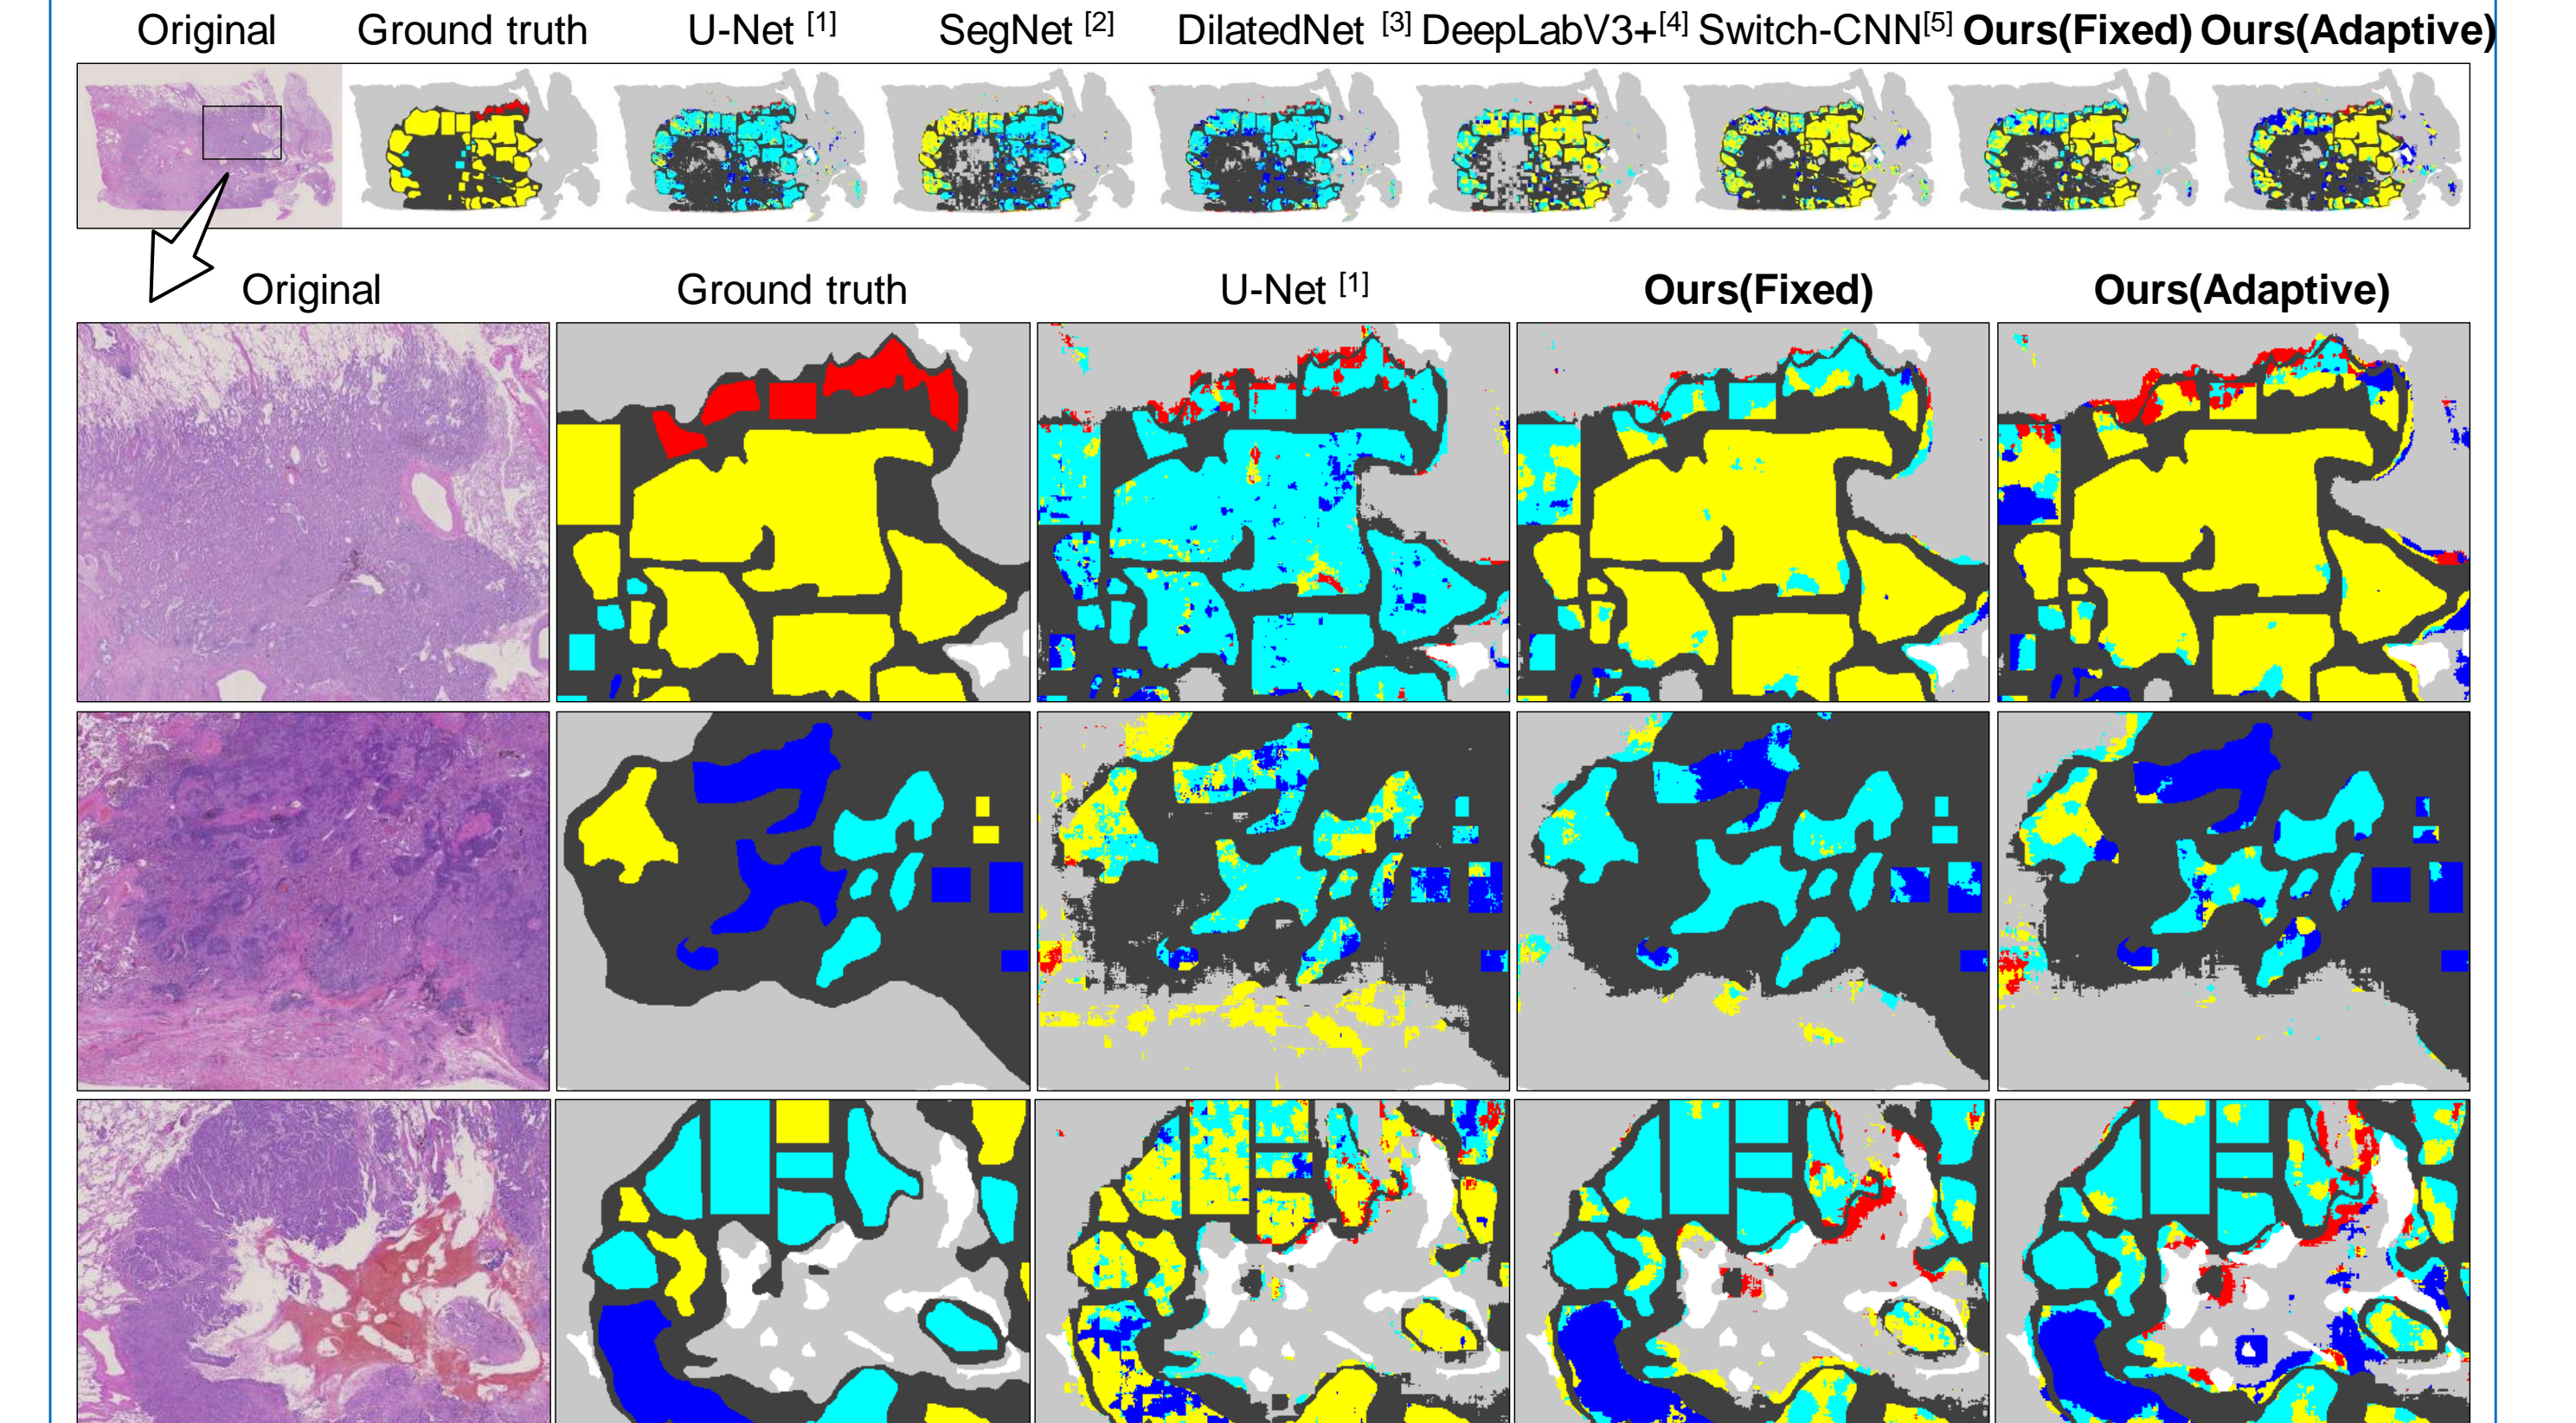 Original Ground truth U-Net [1] SegNet [2] DilatedNet [3] DeepLabV3+[4] Switch-CNN[5] Ours(Fixed) Ours(Adaptive)
Original Ground truth U-Net [1] Ours(Fixed) Ours(Adaptive)